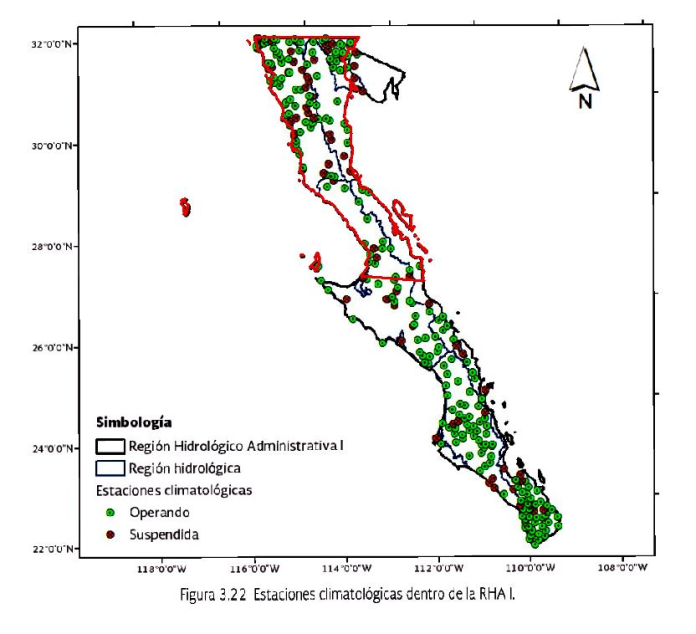 32°0'0"N
30°0'0"N
28°0'0"N
26°0'0"N
24°0'0"N
22°0'0"N
N
Simbología
Región Hidrológico Administrativa I
Región hidrológica
Estaciones climatológicas
Operando
Suspendida
118°0'0"W 116°0'0"W 114°0'0"W 112°0'0"W 110°0'0"W 108°0'0"W
Figura 3.22 Estaciones climatológicas dentro de la RHA I.